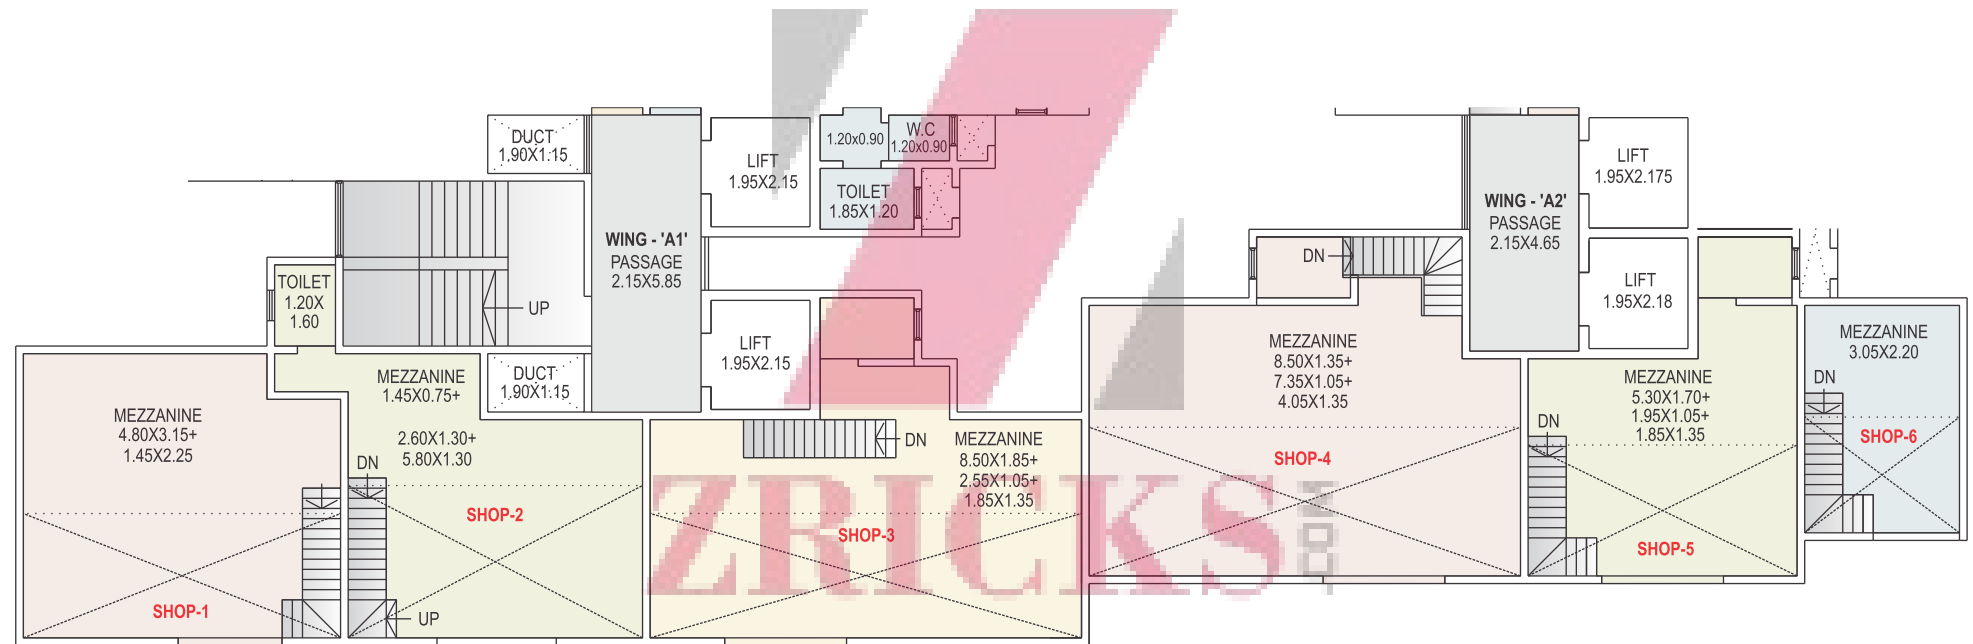 DUCT
1.90X1.15
LIFT
1.95X2.15
1.20x0.90
W.C
1.20x0.90
TOILET
1.85X1.20
WING - 'A1'
PASSAGE
2.15X5.85
TOILET
1.20X
1.60
UP
LIFT
1.95X2.15
DUCT
1.90X1.15
LIFT
1.95X2.175
WING - 'A2'
PASSAGE
2.15X4.65
LIFT
1.95X2.18
DN
MEZZANINE
4.80X3.15+
1.45X2.25
SHOP-1
MEZZANINE
1.45X0.75+
2.60X1.30+
5.80X1.30
DN
SHOP-2
UP
DN
MEZZANINE
8.50X1.85+
2.55X1.05+
1.85X1.35
SHOP-3
MEZZANINE
8.50X1.35+
7.35X1.05+
4.05X1.35
SHOP-4
MEZZANINE
5.30X1.70+
1.95X1.05+
1.85X1.35
DN
SHOP-5
MEZZANINE
3.05X2.20
DN
SHOP-6
ZRICKS
.COM